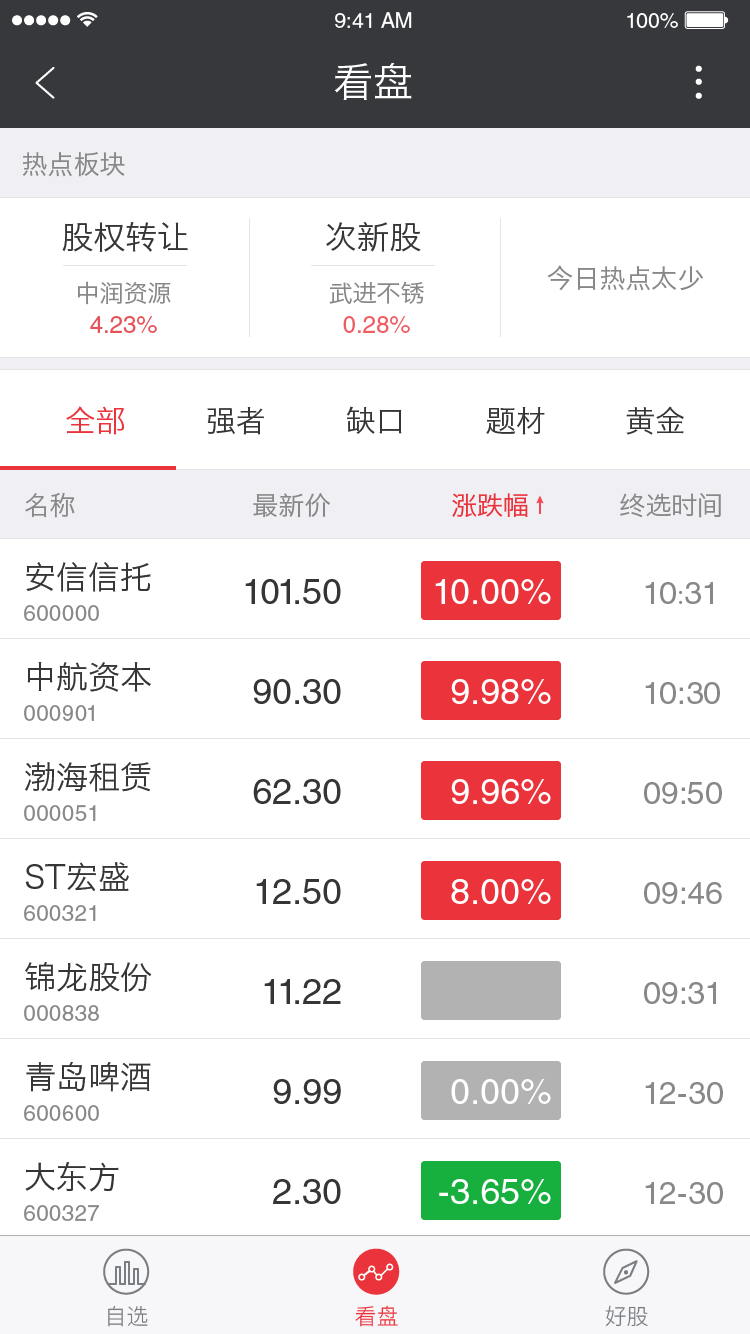 9:41 AM 100%
看盘
热点板块
股权转让 次新股 今日热点太少
中润资源 武进不锈
4.23% 0.28%
全部 强者 缺口 题材 黄金
名称 最新价 涨跌幅 终选时间
安信信托 101.50 10.00% 10:31
600000
中航资本 90.30 9.98% 10:30
000901
渤海租赁 62.30 9.96% 09:50
000051
ST宏盛 12.50 8.00% 09:46
600321
锦龙股份 11.22 09:31
000838
青岛啤酒 9.99 0.00% 12-30
600600
大东方 2.30 -3.65% 12-30
600327
自选 看盘 好股